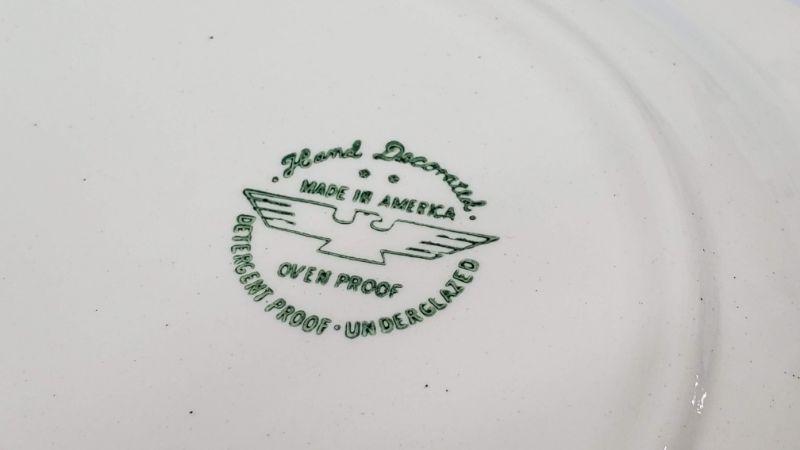 Hand Decorated
MADE IN AMERICA
OVEN PROOF
DETERGENT PROOF · UNDERGLAZED